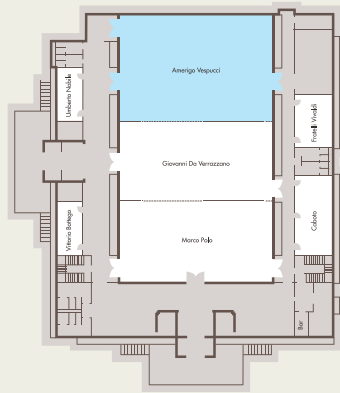 Amerigo Vespucci
Umberto Nobile
Fratelli Vivaldi
Giovanni Da Verrazzano
Vittorio Bottego
Caboto
Marco Polo
Bar